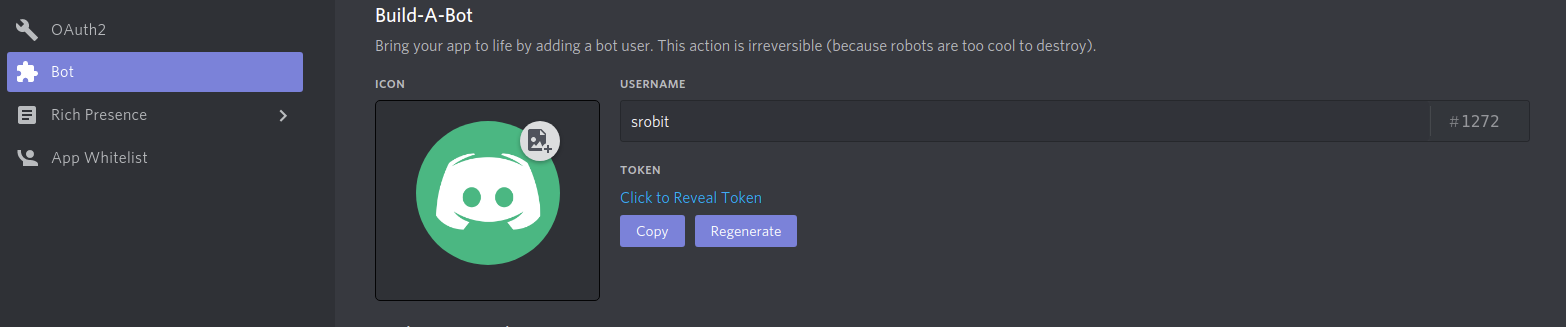 OAuth2
Bot
Rich Presence
App Whitelist
Build-A-Bot
Bring your app to life by adding a bot user. This action is irreversible (because robots are too cool to destroy).
ICON
USERNAME
srobit #1272
TOKEN
Click to Reveal Token
Copy Regenerate